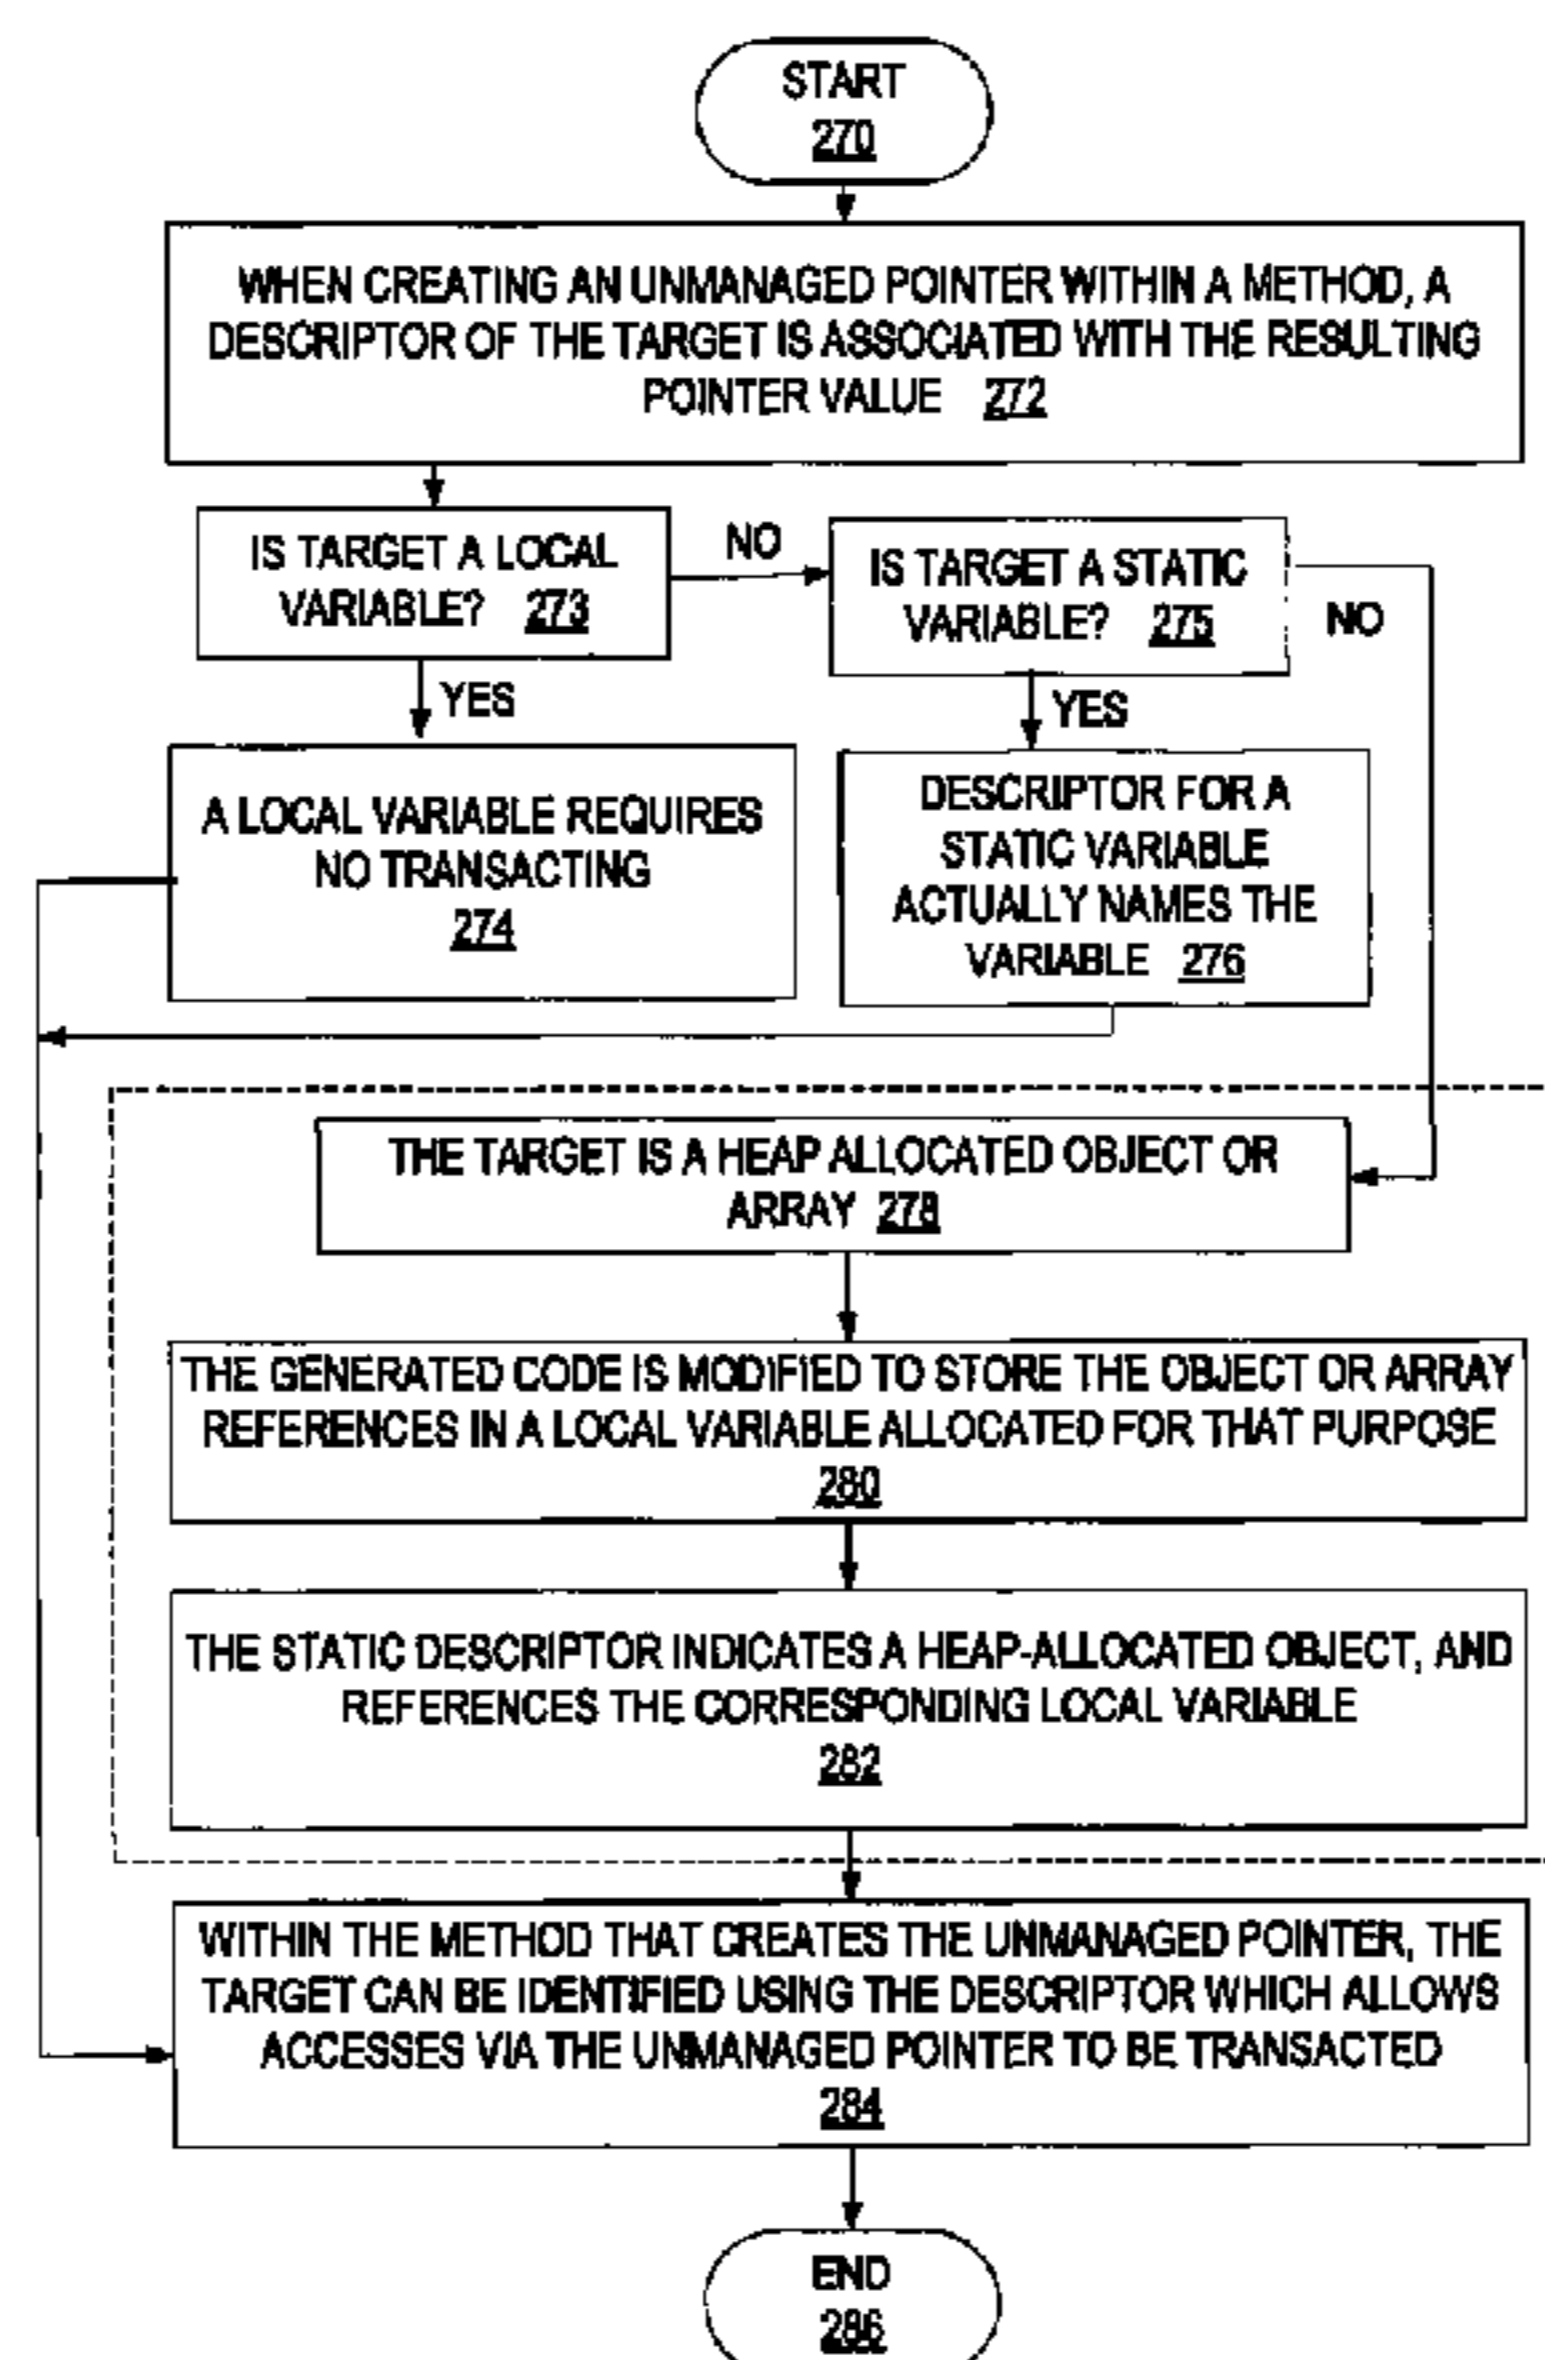 START
270
WHEN CREATING AN UNMANAGED POINTER WITHIN A METHOD, A
DESCRIPTOR OF THE TARGET IS ASSOCIATED WITH THE RESULTING
POINTER VALUE 272
IS TARGET A LOCAL
VARIABLE? 273
NO
IS TARGET A STATIC
VARIABLE? 275
NO
YES
YES
A LOCAL VARIABLE REQUIRES
NO TRANSACTING
274
DESCRIPTOR FOR A
STATIC VARIABLE
ACTUALLY NAMES THE
VARIABLE 276
THE TARGET IS A HEAP ALLOCATED OBJECT OR
ARRAY 278
THE GENERATED CODE IS MODIFIED TO STORE THE OBJECT OR ARRAY
REFERENCES IN A LOCAL VARIABLE ALLOCATED FOR THAT PURPOSE
280
THE STATIC DESCRIPTOR INDICATES A HEAP-ALLOCATED OBJECT, AND
REFERENCES THE CORRESPONDING LOCAL VARIABLE
282
WITHIN THE METHOD THAT CREATES THE UNMANAGED POINTER, THE
TARGET CAN BE IDENTIFIED USING THE DESCRIPTOR WHICH ALLOWS
ACCESSES VIA THE UNMANAGED POINTER TO BE TRANSACTED
284
END
286